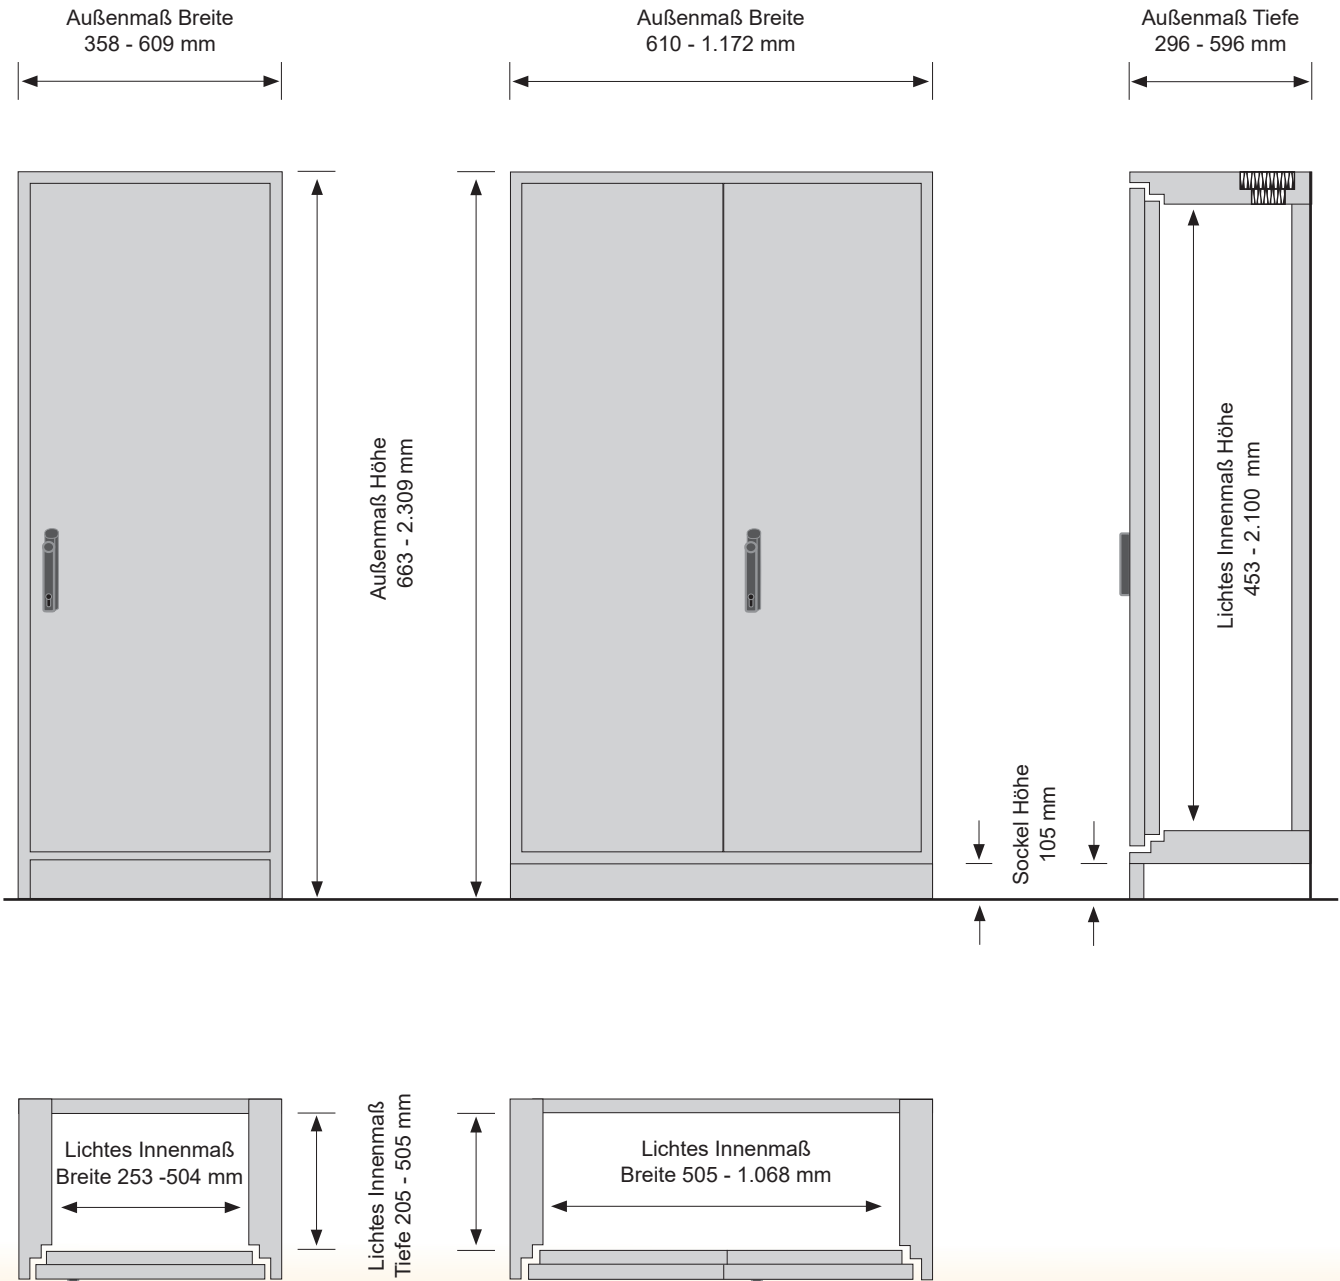 Außenmaß Breite
358 - 609 mm
Außenmaß Breite
610 - 1.172 mm
Außenmaß Tiefe
296 - 596 mm
Außenmaß Höhe
663 - 2.309 mm
Lichtes Innenmaß Höhe
453 - 2.100 mm
Sockel Höhe
105 mm
Lichtes Innenmaß
Breite 253 -504 mm
Lichtes Innenmaß
Tiefe 205 - 505 mm
Lichtes Innenmaß
Breite 505 - 1.068 mm